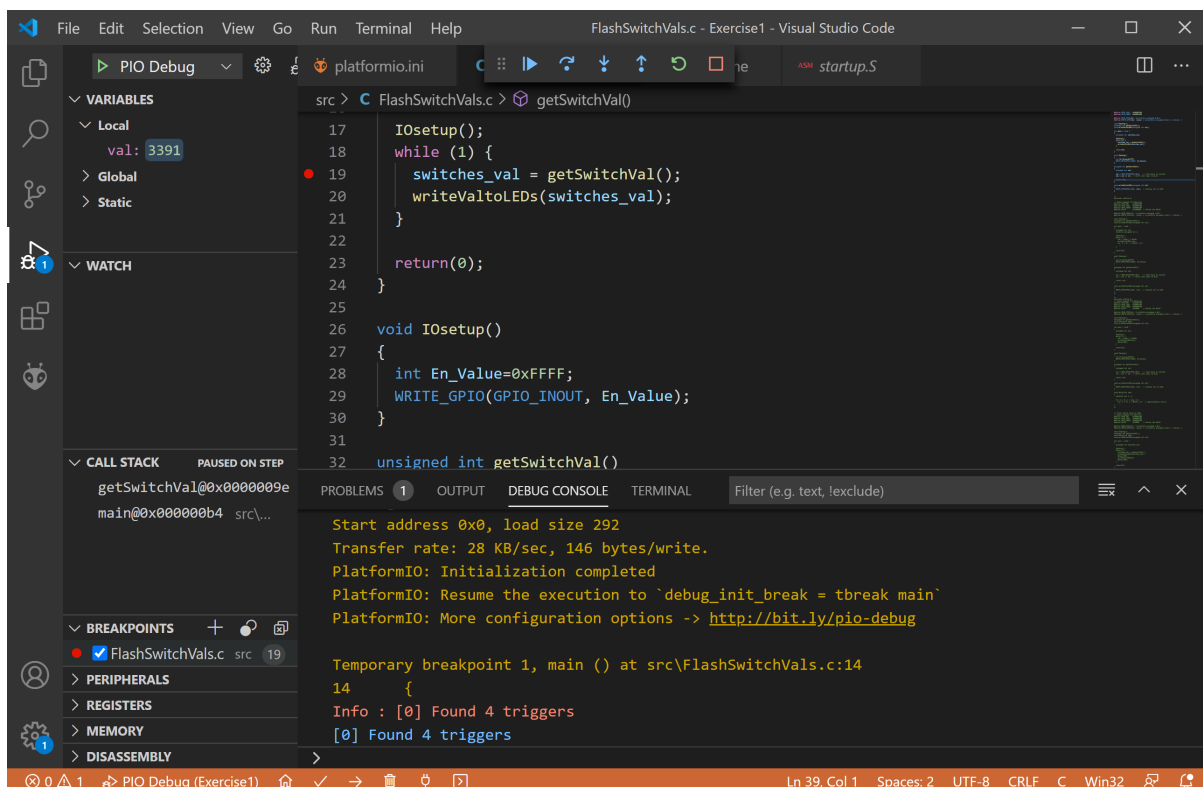 File Edit Selection View Go Run Terminal Help FlashSwitchVals.c - Exercise1 - Visual Studio Code
PIO Debug
platformio.ini
C
ne
ASM startup.S
VARIABLES
Local
val: 3391
Global
Static
WATCH
CALL STACK PAUSED ON STEP
getSwitchVal@0x0000009e
main@0x000000b4 src\...
BREAKPOINTS
FlashSwitchVals.c src 19
PERIPHERALS
REGISTERS
MEMORY
DISASSEMBLY
1
1
src > C FlashSwitchVals.c > getSwitchVal()
17 IOsetup();
18 while (1) {
19 switches_val = getSwitchVal();
20 writeValtoLEDs(switches_val);
21 }
22
23 return(0);
24 }
25
26 void IOsetup()
27 {
28 int En_Value=0xFFFF;
29 WRITE_GPIO(GPIO_INOUT, En_Value);
30 }
31
32 unsigned int getSwitchVal()
PROBLEMS 1 OUTPUT DEBUG CONSOLE TERMINAL Filter (e.g. text, !exclude)
Start address 0x0, load size 292
Transfer rate: 28 KB/sec, 146 bytes/write.
PlatformIO: Initialization completed
PlatformIO: Resume the execution to `debug_init_break = tbreak main`
PlatformIO: More configuration options -> http://bit.ly/pio-debug
Temporary breakpoint 1, main () at src\FlashSwitchVals.c:14
14 {
Info : [0] Found 4 triggers
[0] Found 4 triggers
>
0 1 PIO Debug (Exercise1) Ln 39, Col 1 Spaces: 2 UTF-8 CRLF C Win32